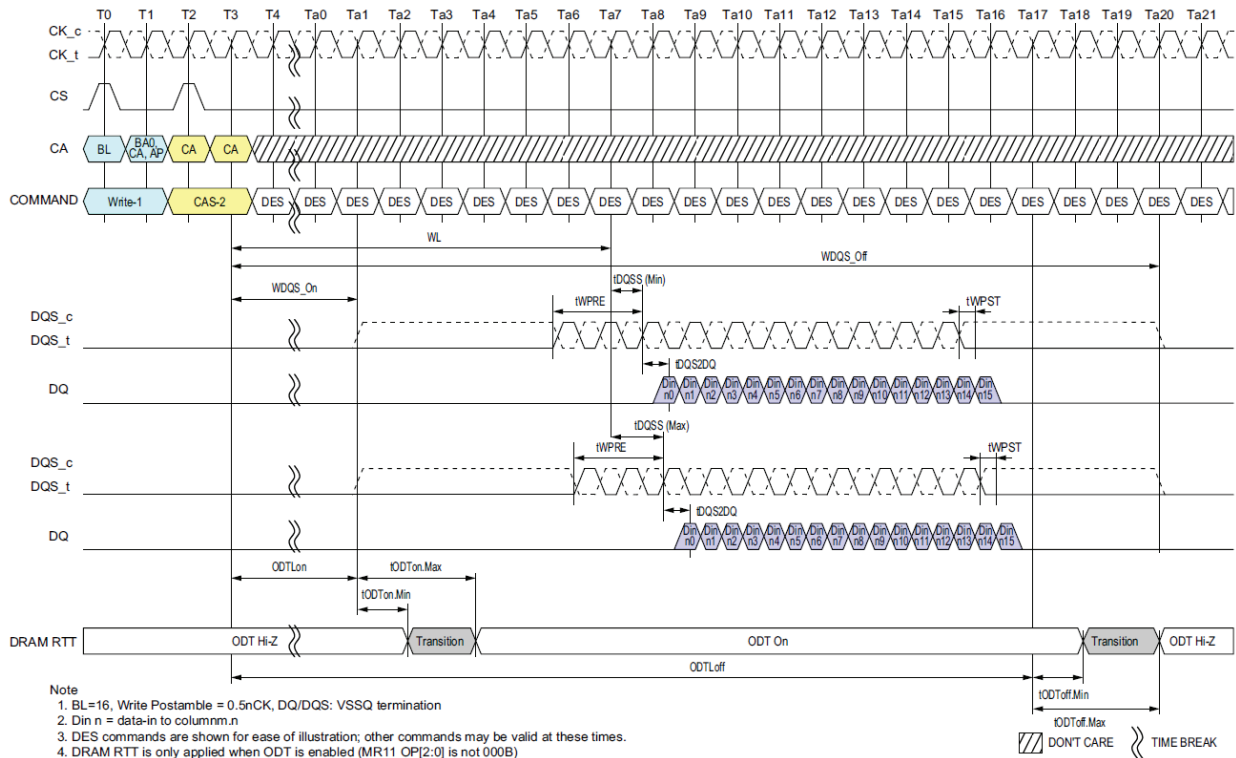 T0 T1 T2 T3 T4 Ta0 Ta1 Ta2 Ta3 Ta4 Ta5 Ta6 Ta7 Ta8 Ta9 Ta10 Ta11 Ta12 Ta13 Ta14 Ta15 Ta16 Ta17 Ta18 Ta19 Ta20 Ta21
CK_c
CK_t
CS
CA BL BA0, CA, AP CA CA
COMMAND Write-1 CAS-2 DES DES DES DES DES DES DES DES DES DES DES DES DES DES DES DES DES DES DES DES DES DES DES
WL
WDQS_Off
WDQS_On
tDQSS (Min)
tWPRE tWPST
DQS_c
DQS_t
tDQS2DQ
DQ Din n0 Din n1 Din n2 Din n3 Din n4 Din n5 Din n6 Din n7 Din n8 Din n9 Din n10 Din n11 Din n12 Din n13 Din n14 Din n15
tDQSS (Max)
tWPRE tWPST
DQS_c
DQS_t
tDQS2DQ
DQ Din n0 Din n1 Din n2 Din n3 Din n4 Din n5 Din n6 Din n7 Din n8 Din n9 Din n10 Din n11 Din n12 Din n13 Din n14 Din n15
ODTLon tODTon.Max
tODTon.Min
DRAM RTT ODT Hi-Z Transition ODT On Transition ODT Hi-Z
ODTLoff
tODToff.Min
tODToff.Max
Note
1. BL=16, Write Postamble = 0.5nCK, DQ/DQS: VSSQ termination
2. Din n = data-in to columnm.n
3. DES commands are shown for ease of illustration; other commands may be valid at these times.
4. DRAM RTT is only applied when ODT is enabled (MR11 OP[2:0] is not 000B)
DON'T CARE TIME BREAK